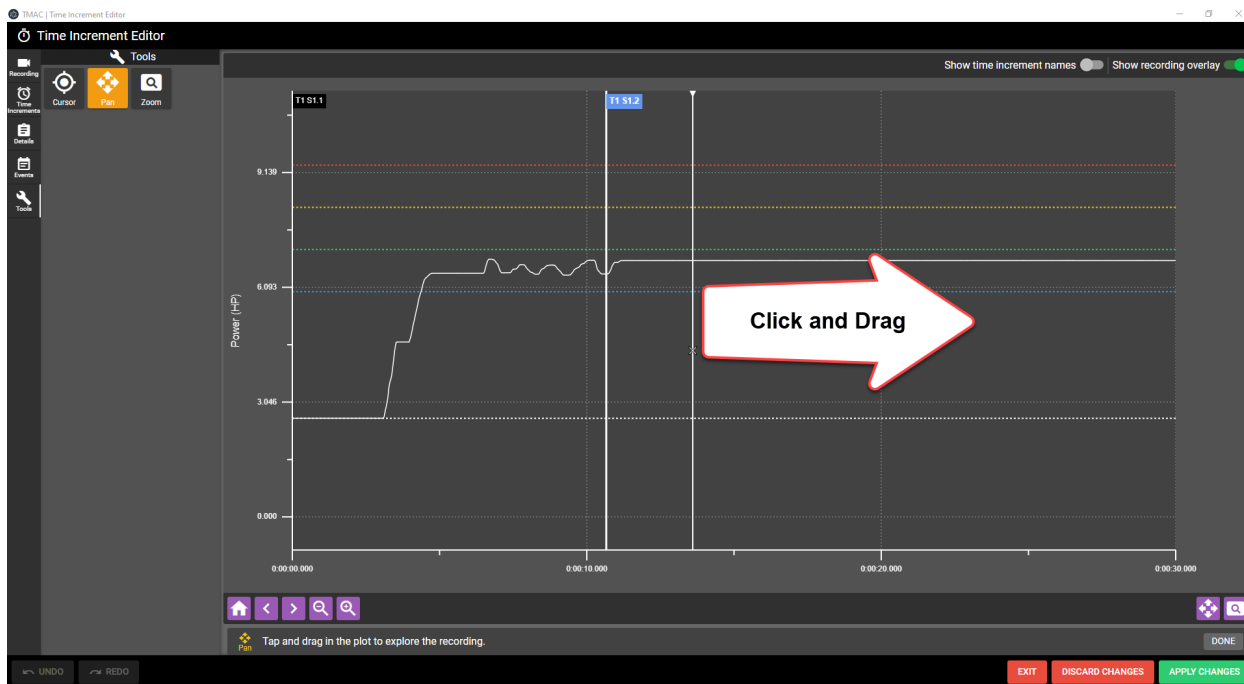 TMAC | Time Increment Editor
Time Increment Editor
Tools
Show time increment names
Show recording overlay
Recording
Time
Increments
Details
Events
Tools
Cursor
Pan
Zoom
T1 S1.1
T1 S1.2
9.139
6.093
3.046
0.000
Power (HP)
Click and Drag
0:00:00.000
0:00:10.000
0:00:20.000
0:00:30.000
Pan
Tap and drag in the plot to explore the recording.
DONE
UNDO
REDO
EXIT
DISCARD CHANGES
APPLY CHANGES